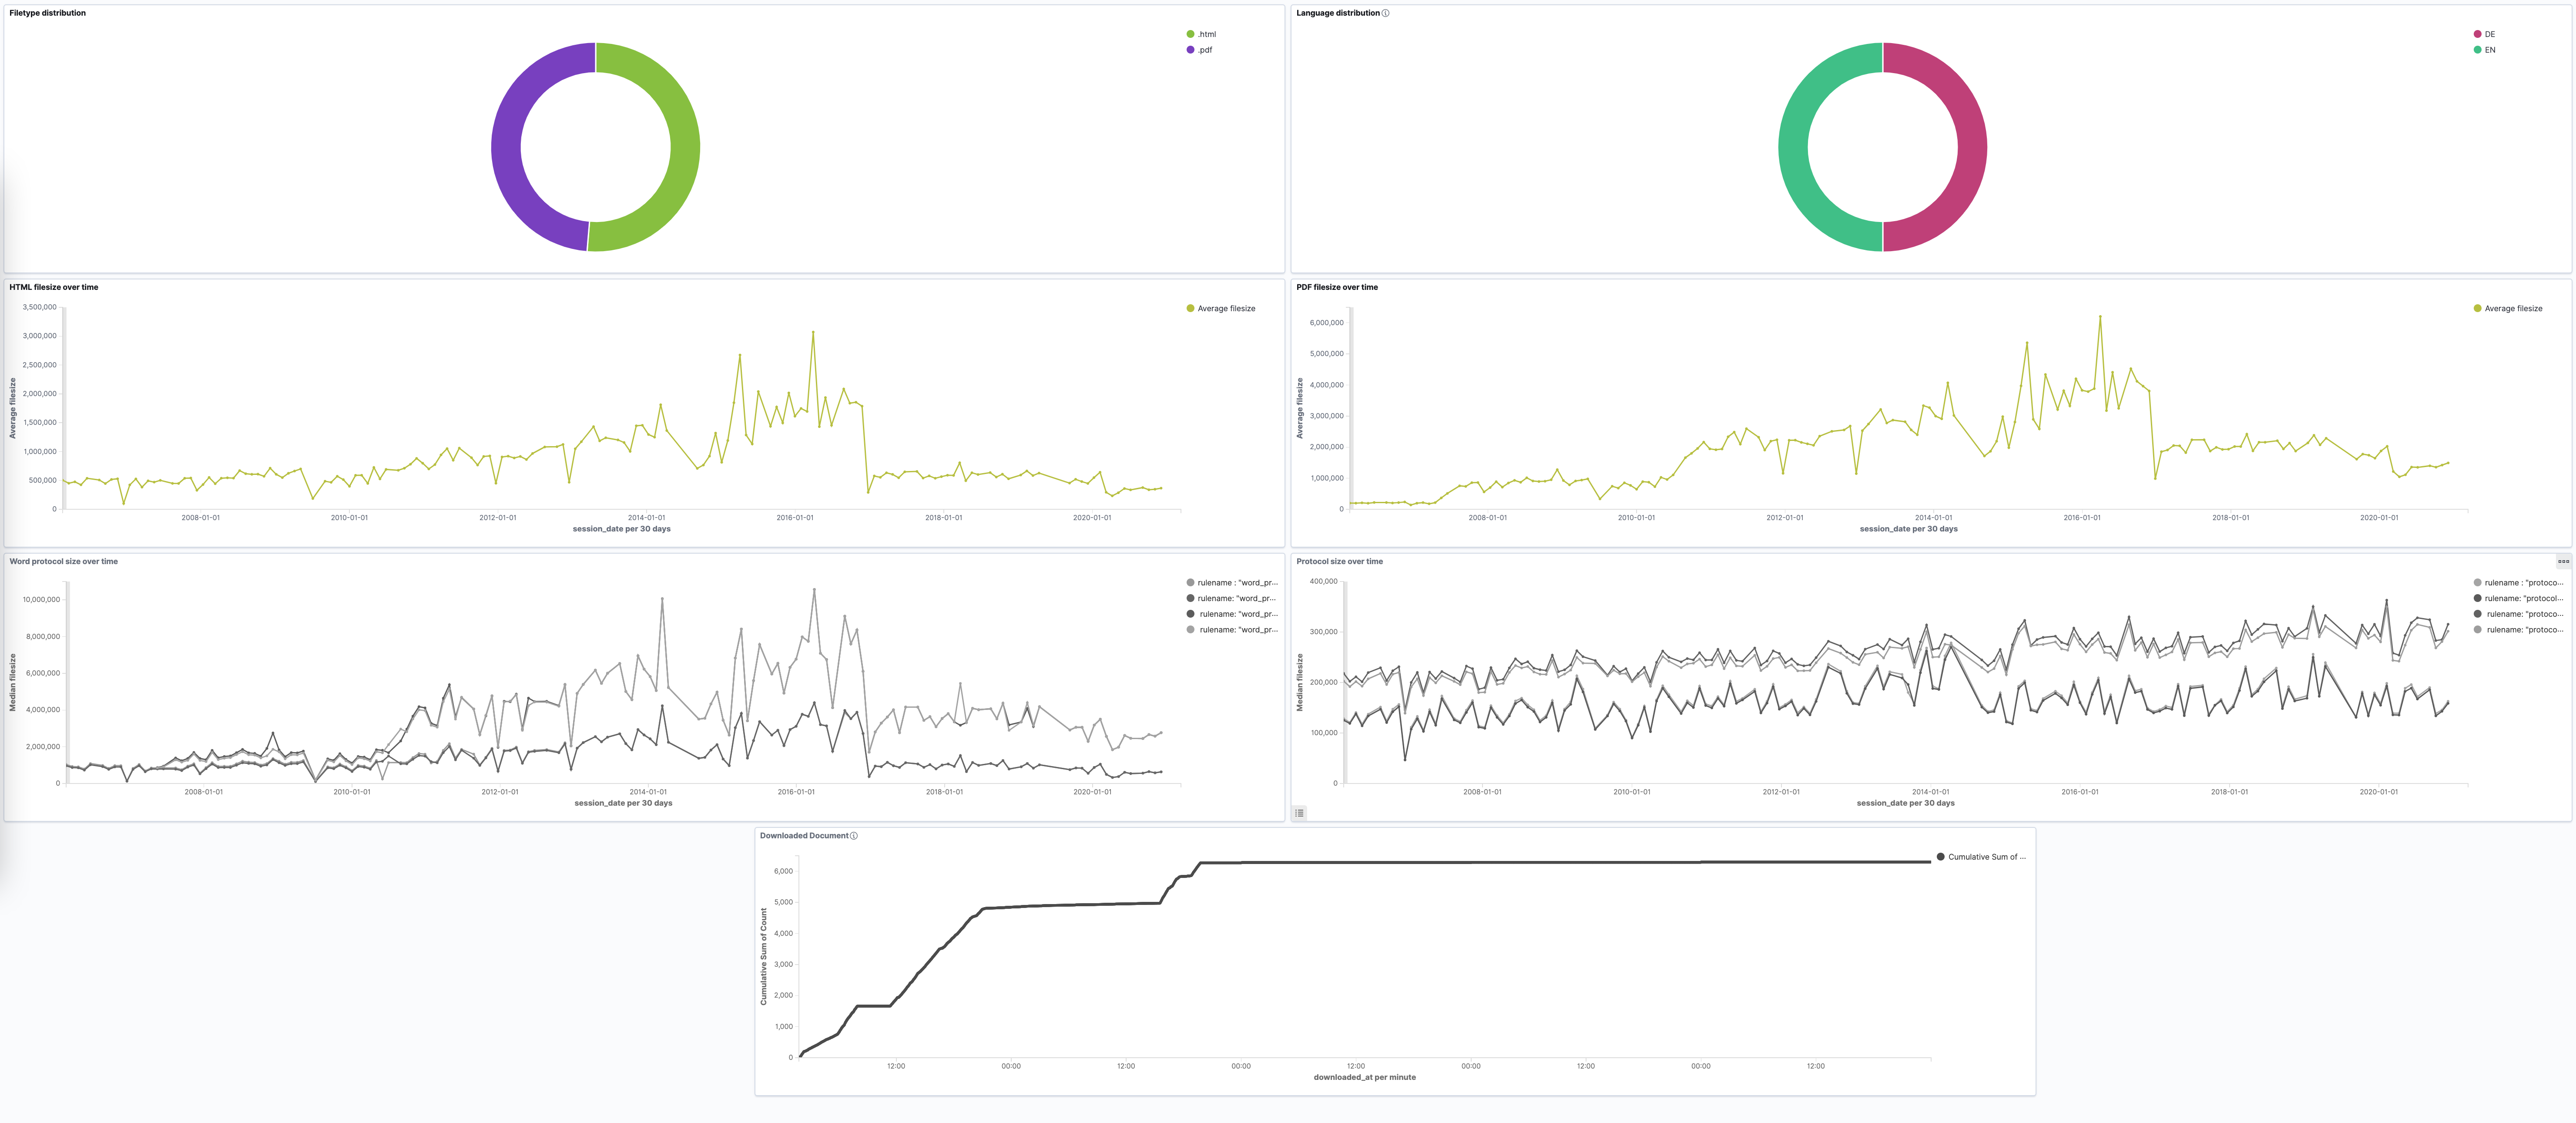 Filetype distribution
.html
.pdf
Language distribution
DE
EN
HTML filesize over time
3,500,000
3,000,000
2,500,000
2,000,000
1,500,000
1,000,000
500,000
0
Average filesize
2008-01-01
2010-01-01
2012-01-01
2014-01-01
2016-01-01
2018-01-01
2020-01-01
session_date per 30 days
Average filesize
PDF filesize over time
6,000,000
5,000,000
4,000,000
3,000,000
2,000,000
1,000,000
0
Average filesize
2008-01-01
2010-01-01
2012-01-01
2014-01-01
2016-01-01
2018-01-01
2020-01-01
session_date per 30 days
Average filesize
Word protocol size over time
10,000,000
8,000,000
6,000,000
4,000,000
2,000,000
0
Median filesize
2008-01-01
2010-01-01
2012-01-01
2014-01-01
2016-01-01
2018-01-01
2020-01-01
session_date per 30 days
rulename : "word_pr...
rulename: "word_pr...
rulename: "word_pr...
rulename: "word_pr...
Protocol size over time
400,000
300,000
200,000
100,000
0
Median filesize
2008-01-01
2010-01-01
2012-01-01
2014-01-01
2016-01-01
2018-01-01
2020-01-01
session_date per 30 days
rulename : "protoco...
rulename: "protocol...
rulename: "protoco...
rulename: "protoco...
Downloaded Document
6,000
5,000
4,000
3,000
2,000
1,000
0
Cumulative Sum of Count
12:00
00:00
12:00
00:00
12:00
00:00
12:00
00:00
12:00
downloaded_at per minute
Cumulative Sum of ...